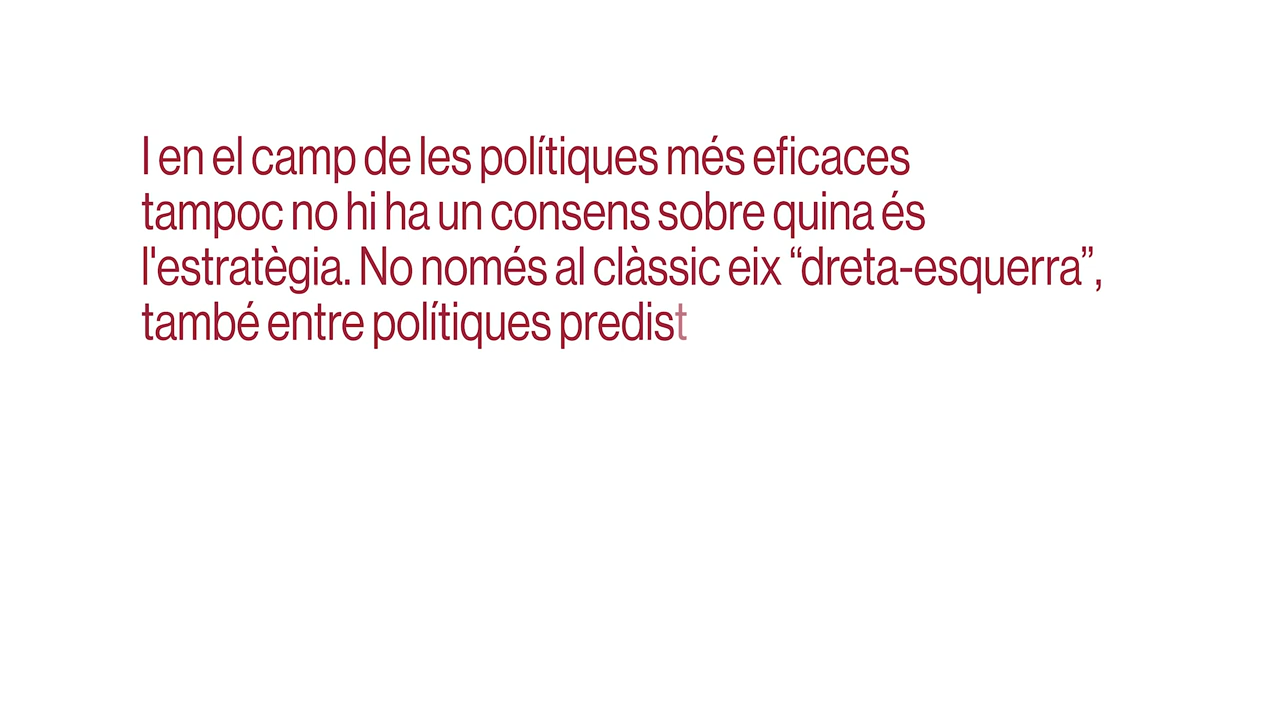 I en el camp de les polítiques més eficaces
tampoc no hi ha un consens sobre quina és
l'estratègia. No només al clàssic eix “dreta-esquerra”,
també entre polítiques predist